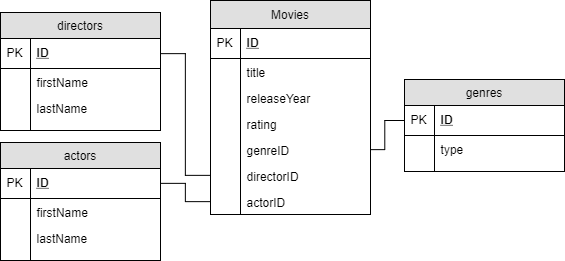 directors
PK ID
firstName
lastName
actors
PK ID
firstName
lastName
Movies
PK ID
title
releaseYear
rating
genreID
directorID
actorID
genres
PK ID
type